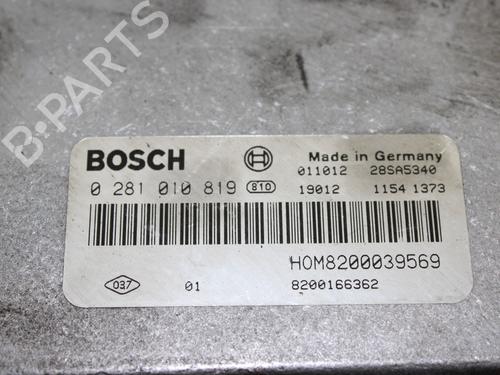 B-PARTS
BOSCH Made in Germany
011012 28SA5340
0 281 010 819 810 19012 1154 1373
HOM8200039569
037 01 8200166362